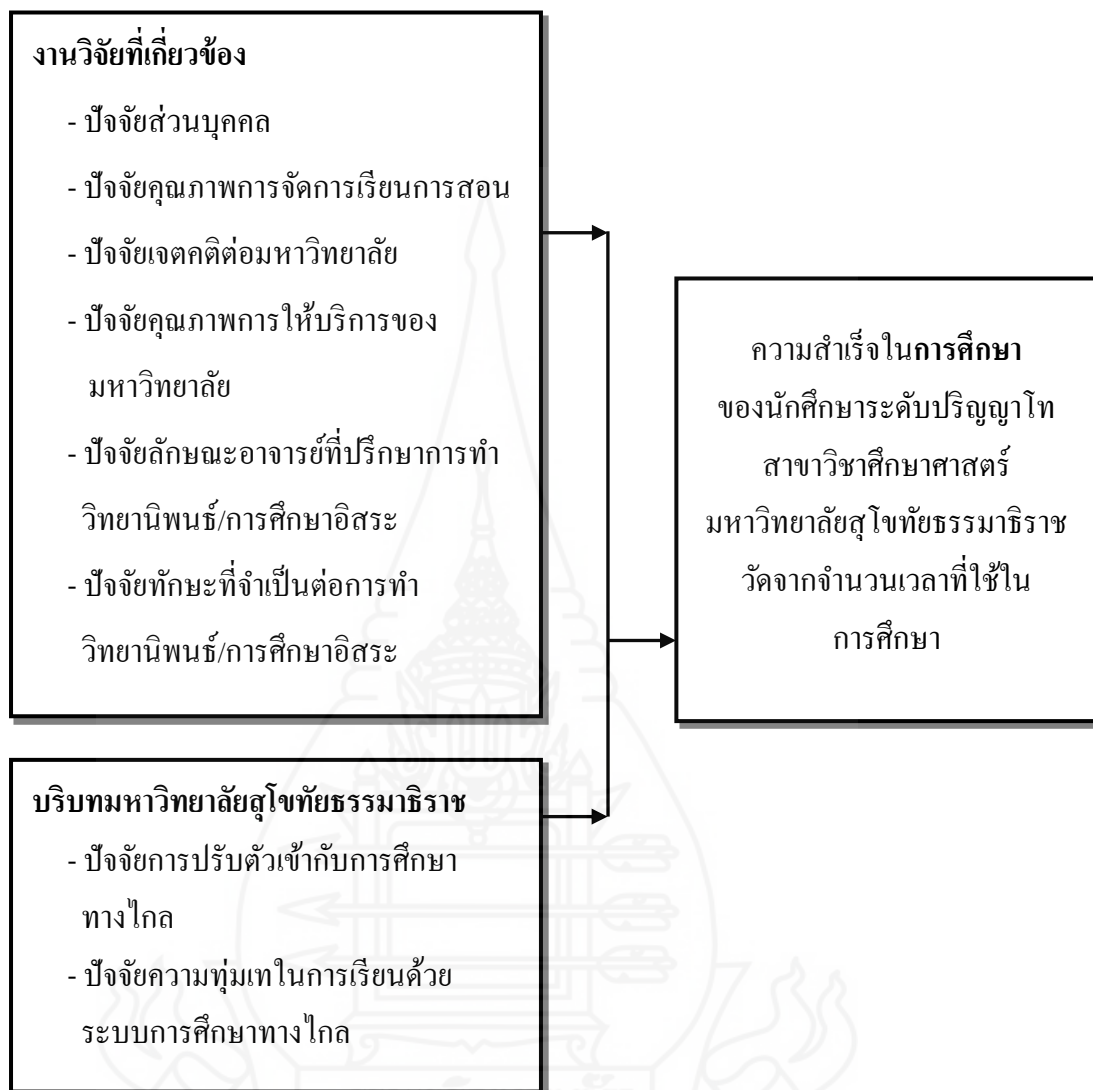 งานวิจัยที่เกี่ยวข้อง
- ปัจจัยส่วนบุคคล
- ปัจจัยคุณภาพการจัดการเรียนการสอน
- ปัจจัยเจตคติต่อมหาวิทยาลัย
- ปัจจัยคุณภาพการให้บริการของ
มหาวิทยาลัย
- ปัจจัยลักษณะอาจารย์ที่ปรึกษาการทำ
วิทยานิพนธ์/การศึกษาอิสระ
- ปัจจัยทักษะที่จำเป็นต่อการทำ
วิทยานิพนธ์/การศึกษาอิสระ
บริบทมหาวิทยาลัยสุโขทัยธรรมาธิราช
- ปัจจัยการปรับตัวเข้ากับการศึกษา
ทางไกล
- ปัจจัยความทุ่มเทในการเรียนด้วย
ระบบการศึกษาทางไกล
ความสำเร็จในการศึกษา
ของนักศึกษาระดับปริญญาโท
สาขาวิชาศึกษาศาสตร์
มหาวิทยาลัยสุโขทัยธรรมาธิราช
วัดจากจำนวนเวลาที่ใช้ใน
การศึกษา